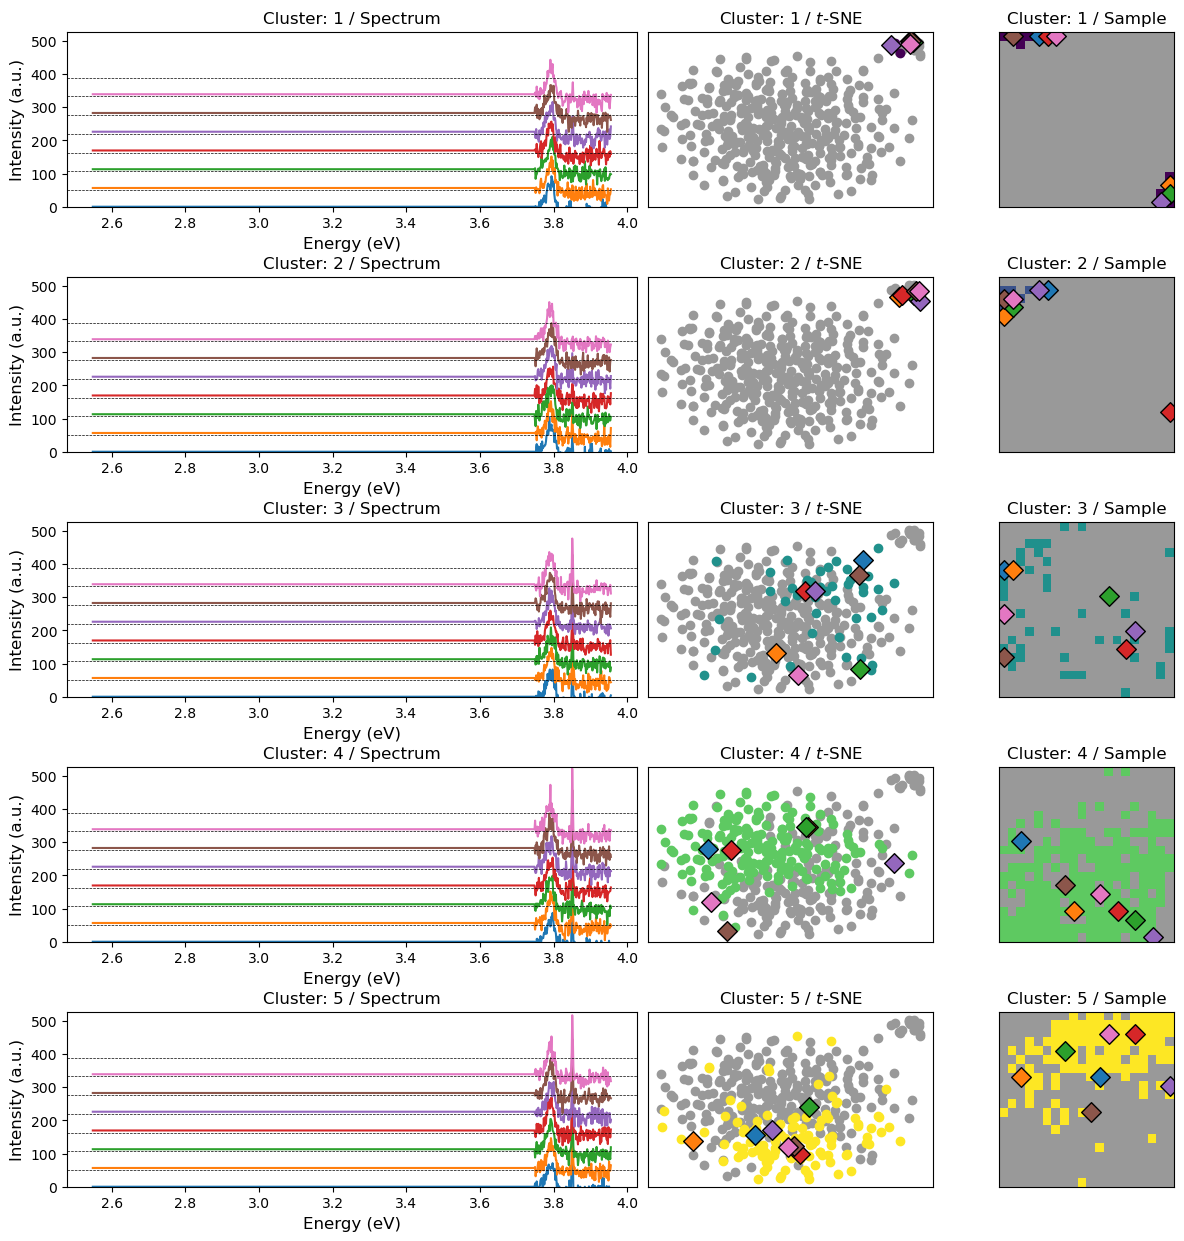 Cluster: 1 / Spectrum
Cluster: 1 / t-SNE
Cluster: 1 / Sample
Intensity (a.u.)
500
400
300
200
100
0
2.6 2.8 3.0 3.2 3.4 3.6 3.8 4.0
Energy (eV)
Cluster: 2 / Spectrum
Cluster: 2 / t-SNE
Cluster: 2 / Sample
Intensity (a.u.)
500
400
300
200
100
0
2.6 2.8 3.0 3.2 3.4 3.6 3.8 4.0
Energy (eV)
Cluster: 3 / Spectrum
Cluster: 3 / t-SNE
Cluster: 3 / Sample
Intensity (a.u.)
500
400
300
200
100
0
2.6 2.8 3.0 3.2 3.4 3.6 3.8 4.0
Energy (eV)
Cluster: 4 / Spectrum
Cluster: 4 / t-SNE
Cluster: 4 / Sample
Intensity (a.u.)
500
400
300
200
100
0
2.6 2.8 3.0 3.2 3.4 3.6 3.8 4.0
Energy (eV)
Cluster: 5 / Spectrum
Cluster: 5 / t-SNE
Cluster: 5 / Sample
Intensity (a.u.)
500
400
300
200
100
0
2.6 2.8 3.0 3.2 3.4 3.6 3.8 4.0
Energy (eV)